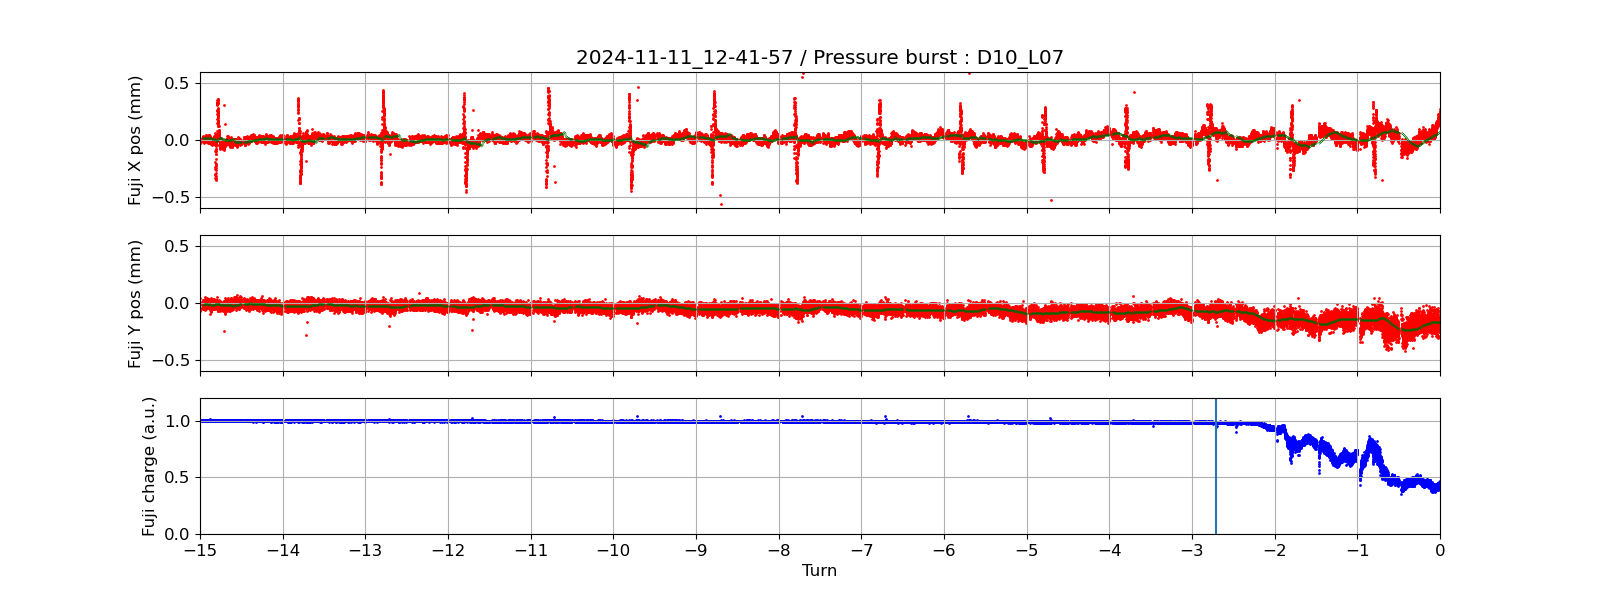 2024-11-11_12-41-57 / Pressure burst : D10_L07
Fuji X pos (mm)
0.5
0.0
−0.5
Fuji Y pos (mm)
0.5
0.0
−0.5
Fuji charge (a.u.)
1.0
0.5
0.0
−15 −14 −13 −12 −11 −10 −9 −8 −7 −6 −5 −4 −3 −2 −1 0
Turn